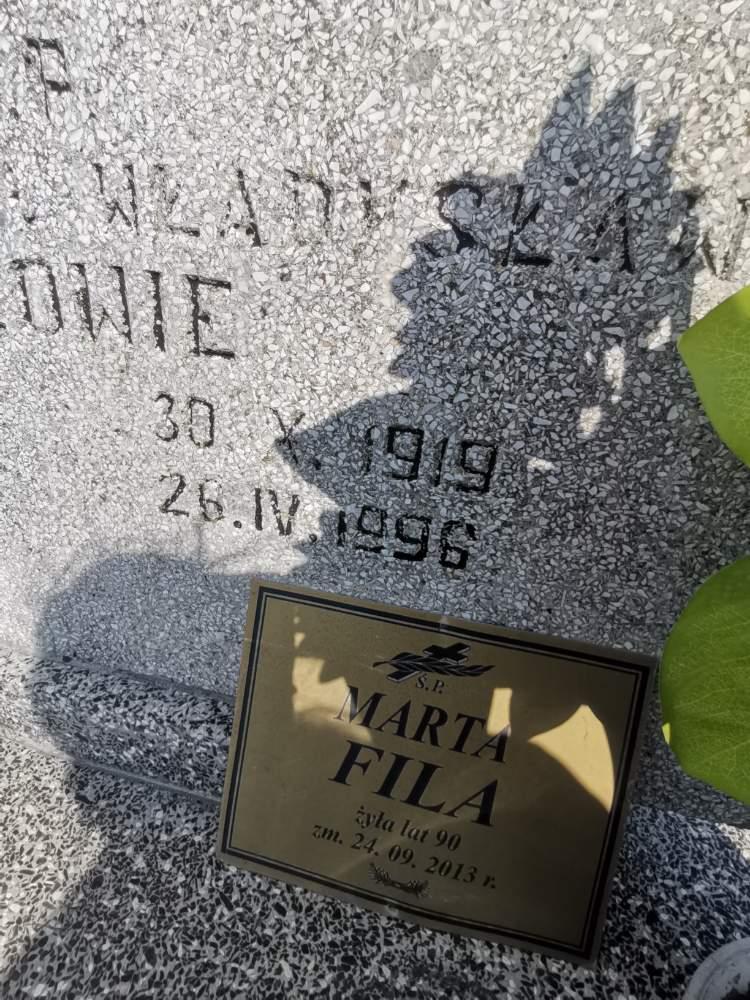 P.
WŁADYSŁAW
OWIE
30 X. 1919
26.IV.1996
Ś.P.
MARTA
FILA
żyła lat 90
zm. 24. 09. 2013 r.